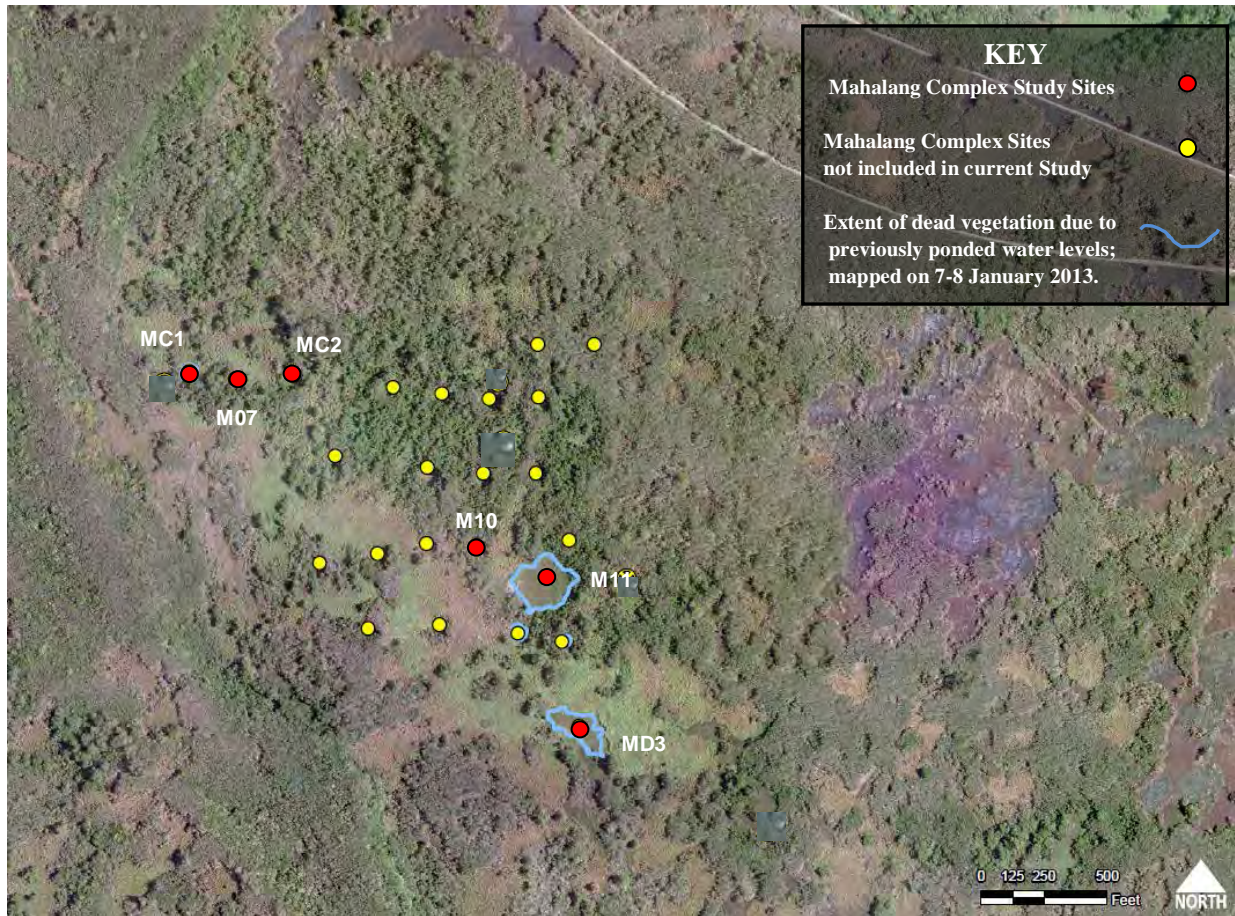 KEY
Mahalang Complex Study Sites
Mahalang Complex Sites
not included in current Study
Extent of dead vegetation due to
previously ponded water levels;
mapped on 7-8 January 2013.
MC1
MC2
M07
M10
M11
MD3
0 125 250 500
Feet
NORTH